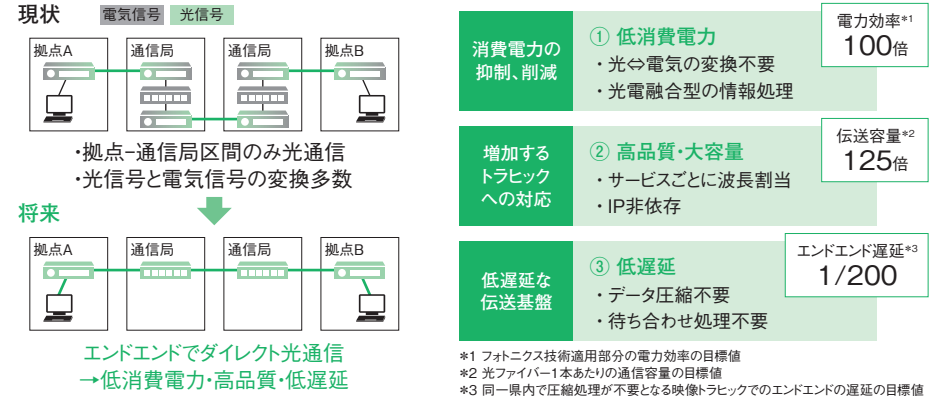 現状
電気信号 光信号
拠点A 通信局 通信局 拠点B
・拠点−通信局区間のみ光通信
・光信号と電気信号の変換多数
将来
拠点A 通信局 通信局 拠点B
エンドエンドでダイレクト光通信
→低消費電力・高品質・低遅延
消費電力の
抑制、削減
① 低消費電力
・光⇔電気の変換不要
・光電融合型の情報処理
電力効率*1
100倍
増加する
トラヒック
への対応
② 高品質・大容量
・サービスごとに波長割当
・IP非依存
伝送容量*2
125倍
低遅延な
伝送基盤
③ 低遅延
・データ圧縮不要
・待ち合わせ処理不要
エンドエンド遅延*3
1/200
*1 フォトニクス技術適用部分の電力効率の目標値
*2 光ファイバー1本あたりの通信容量の目標値
*3 同一県内で圧縮処理が不要となる映像トラヒックでのエンドエンドの遅延の目標値